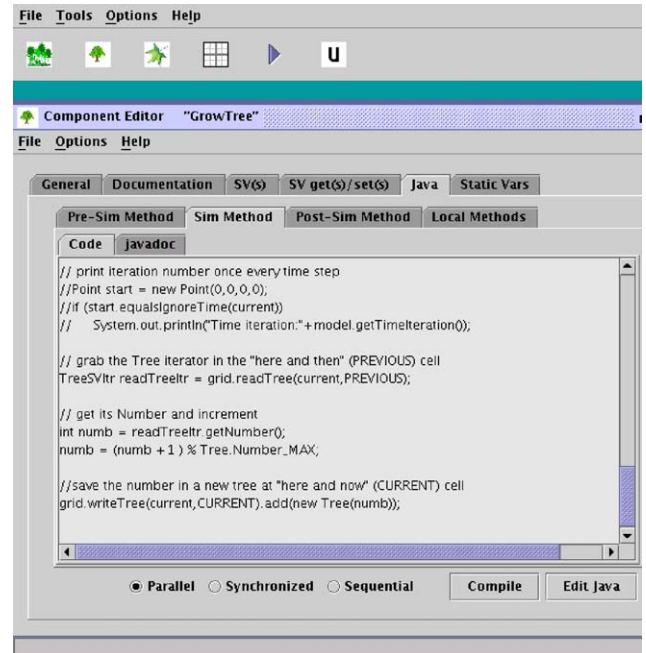 File Tools Options Help
U
Component Editor "GrowTree"
File Options Help
General Documentation SV(s) SV get(s)/set(s) Java Static Vars
Pre-Sim Method Sim Method Post-Sim Method Local Methods
Code javadoc
// print iteration number once every time step
//Point start = new Point(0,0,0,0);
//if (start.equalsIgnoreTime(current))
// System.out.println("Time iteration:"+model.getTimeIteration());
// grab the Tree iterator in the "here and then" (PREVIOUS) cell
TreeSVItr readTreeItr = grid.readTree(current,PREVIOUS);
// get its Number and increment
int numb = readTreeItr.getNumber();
numb = (numb + 1 ) % Tree.Number_MAX;
//save the number in a new tree at "here and now" (CURRENT) cell
grid.writeTree(current,CURRENT).add(new Tree(numb));
Parallel Synchronized Sequential Compile Edit Java